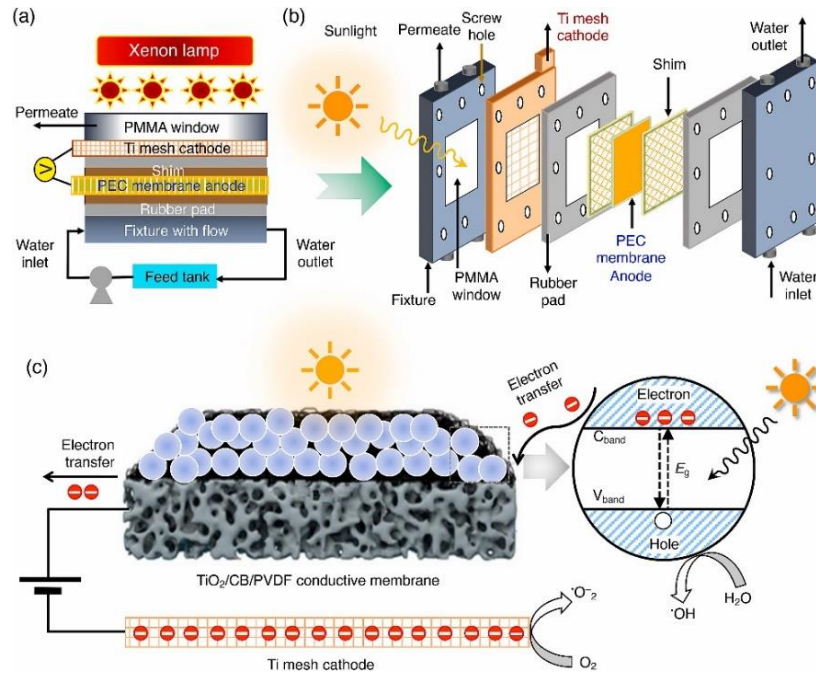 (a)
Xenon lamp
Permeate
PMMA window
Ti mesh cathode
V
Shim
PEC membrane anode
Rubber pad
Fixture with flow
Water
inlet
Water
outlet
Feed tank
(b)
Sunlight
Permeate
Screw
hole
Ti mesh
cathode
Water
outlet
Shim
Fixture
PMMA
window
Rubber
pad
PEC
membrane
Anode
Water
inlet
(c)
Electron
transfer
Electron
transfer
Electron
C band
E g
V band
Hole
H₂O
·OH
TiO₂/CB/PVDF conductive membrane
·O⁻₂
O₂
Ti mesh cathode